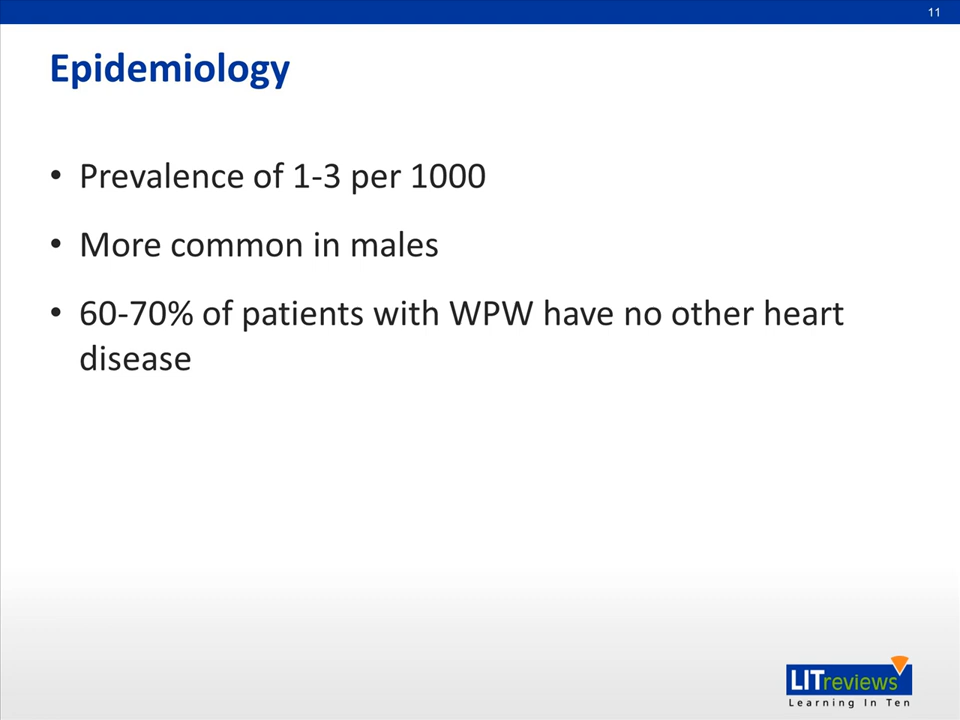 11
Epidemiology
• Prevalence of 1-3 per 1000
• More common in males
• 60-70% of patients with WPW have no other heart
disease
LITreviews
Learning In Ten